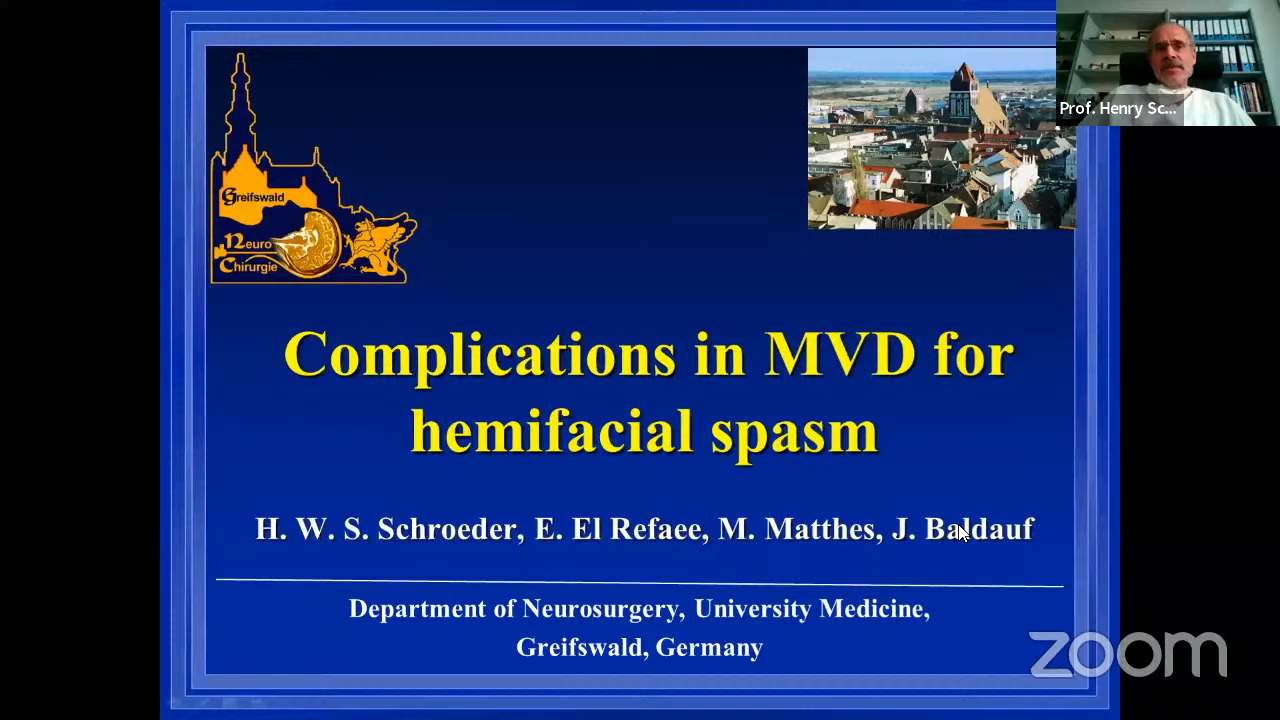 Prof. Henry Sc...
Greifswald
Neuro
Chirurgie
Complications in MVD for
hemifacial spasm
H. W. S. Schroeder, E. El Refaee, M. Matthes, J. Baldauf
Department of Neurosurgery, University Medicine,
Greifswald, Germany
zoom